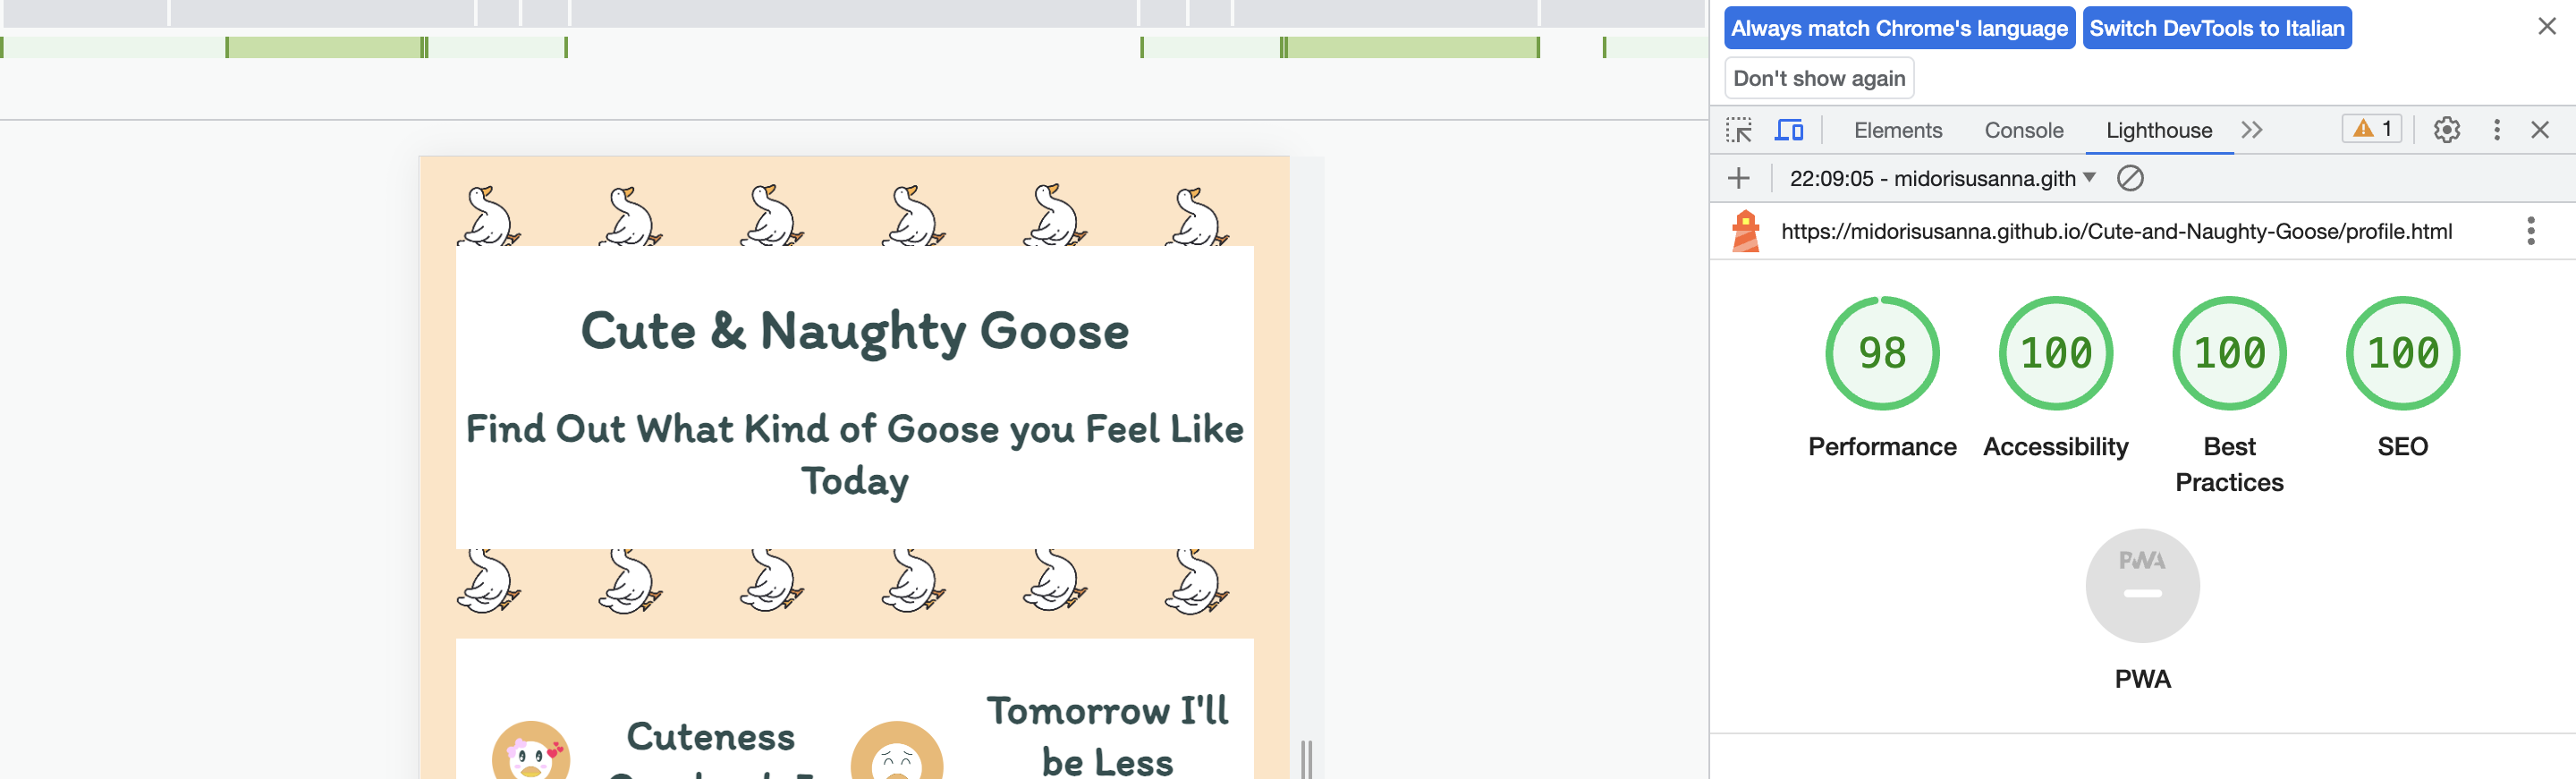 Always match Chrome's language
Switch DevTools to Italian
Don't show again
Elements
Console
Lighthouse
1
22:09:05 - midorisusanna.gith
https://midorisusanna.github.io/Cute-and-Naughty-Goose/profile.html
98
100
100
100
Performance
Accessibility
Best
Practices
SEO
PWA
PWA
Cute & Naughty Goose
Find Out What Kind of Goose you Feel Like
Today
Cuteness
Tomorrow I'll
be Less